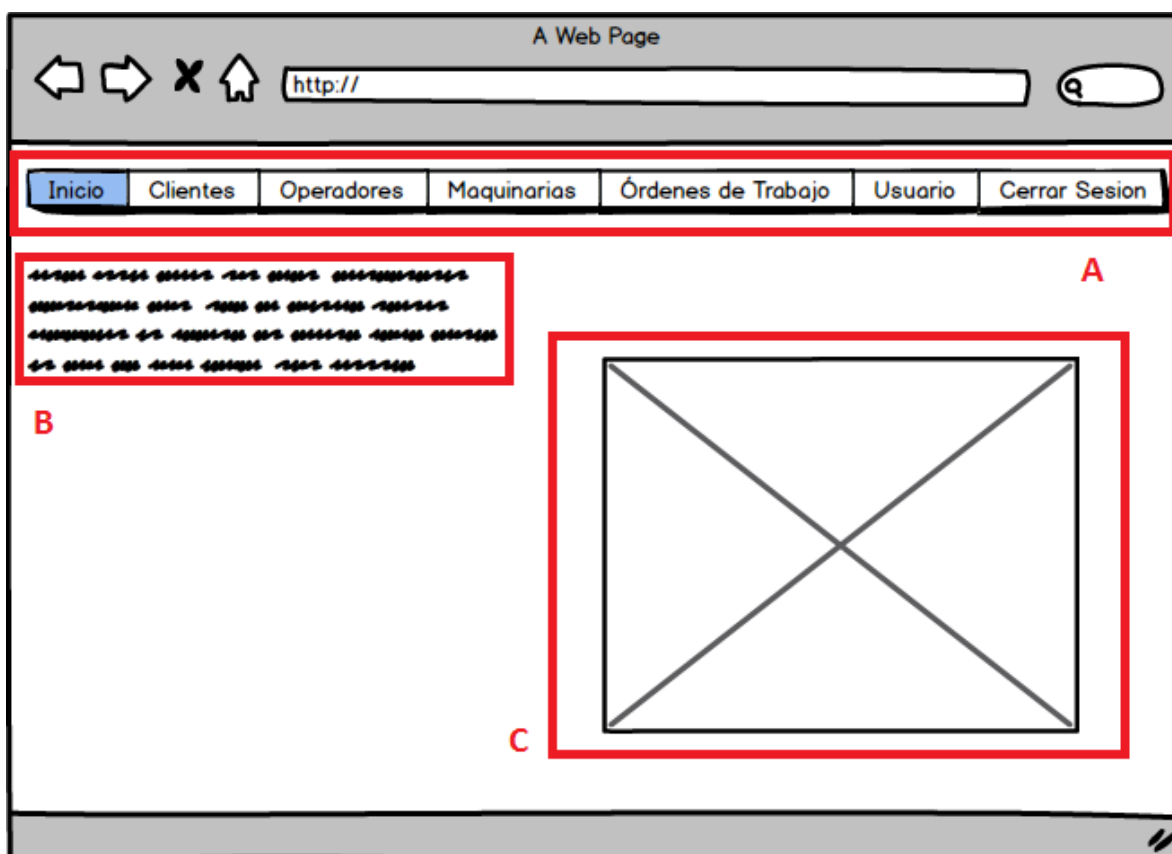 A Web Page
http://
Inicio Clientes Operadores Maquinarias Órdenes de Trabajo Usuario Cerrar Sesion
A
B
C